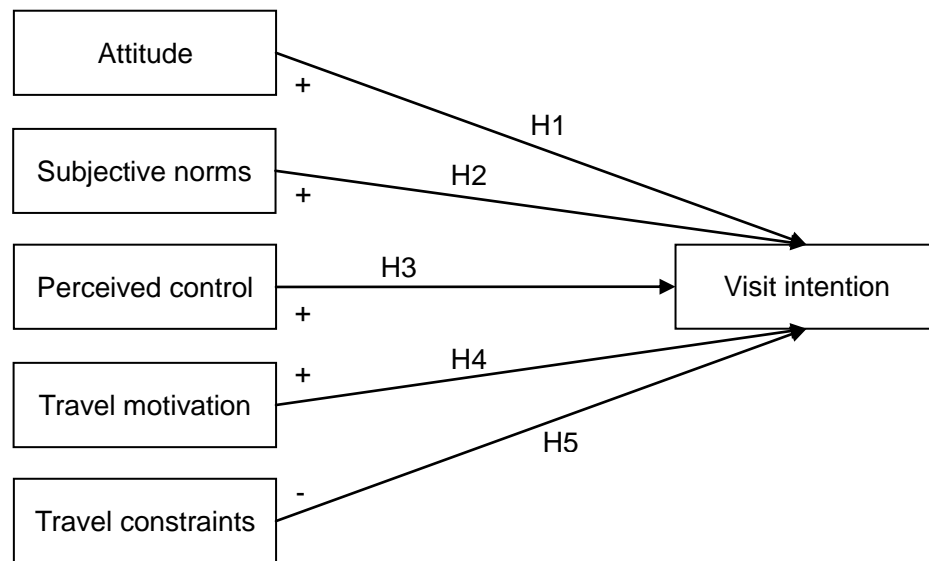 Attitude
+
H1
Subjective norms
+
H2
Perceived control
+
H3
Visit intention
Travel motivation
+
H4
Travel constraints
-
H5